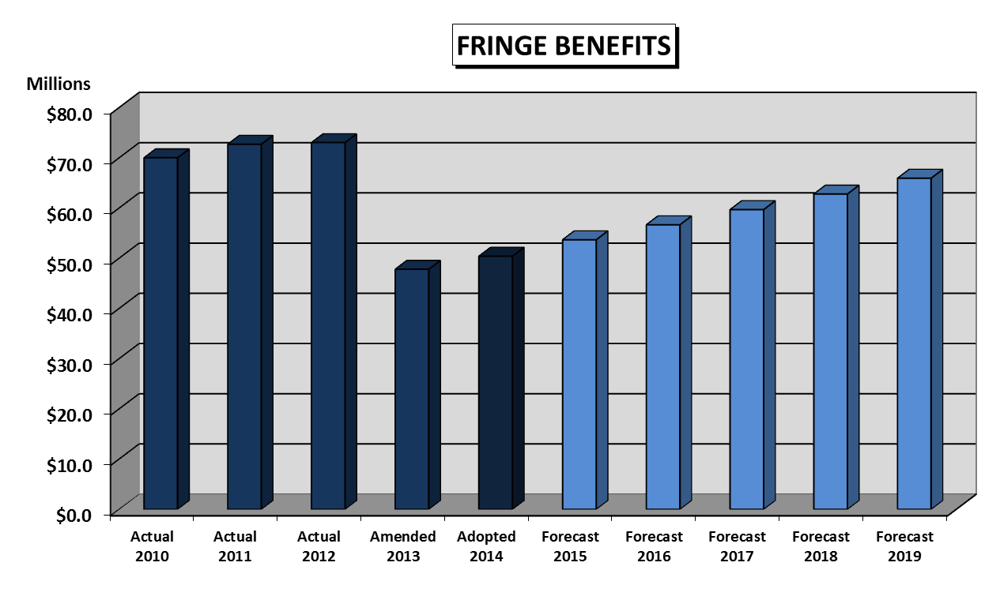 FRINGE BENEFITS
Millions
$80.0
$70.0
$60.0
$50.0
$40.0
$30.0
$20.0
$10.0
$0.0
Actual 2010
Actual 2011
Actual 2012
Amended 2013
Adopted 2014
Forecast 2015
Forecast 2016
Forecast 2017
Forecast 2018
Forecast 2019